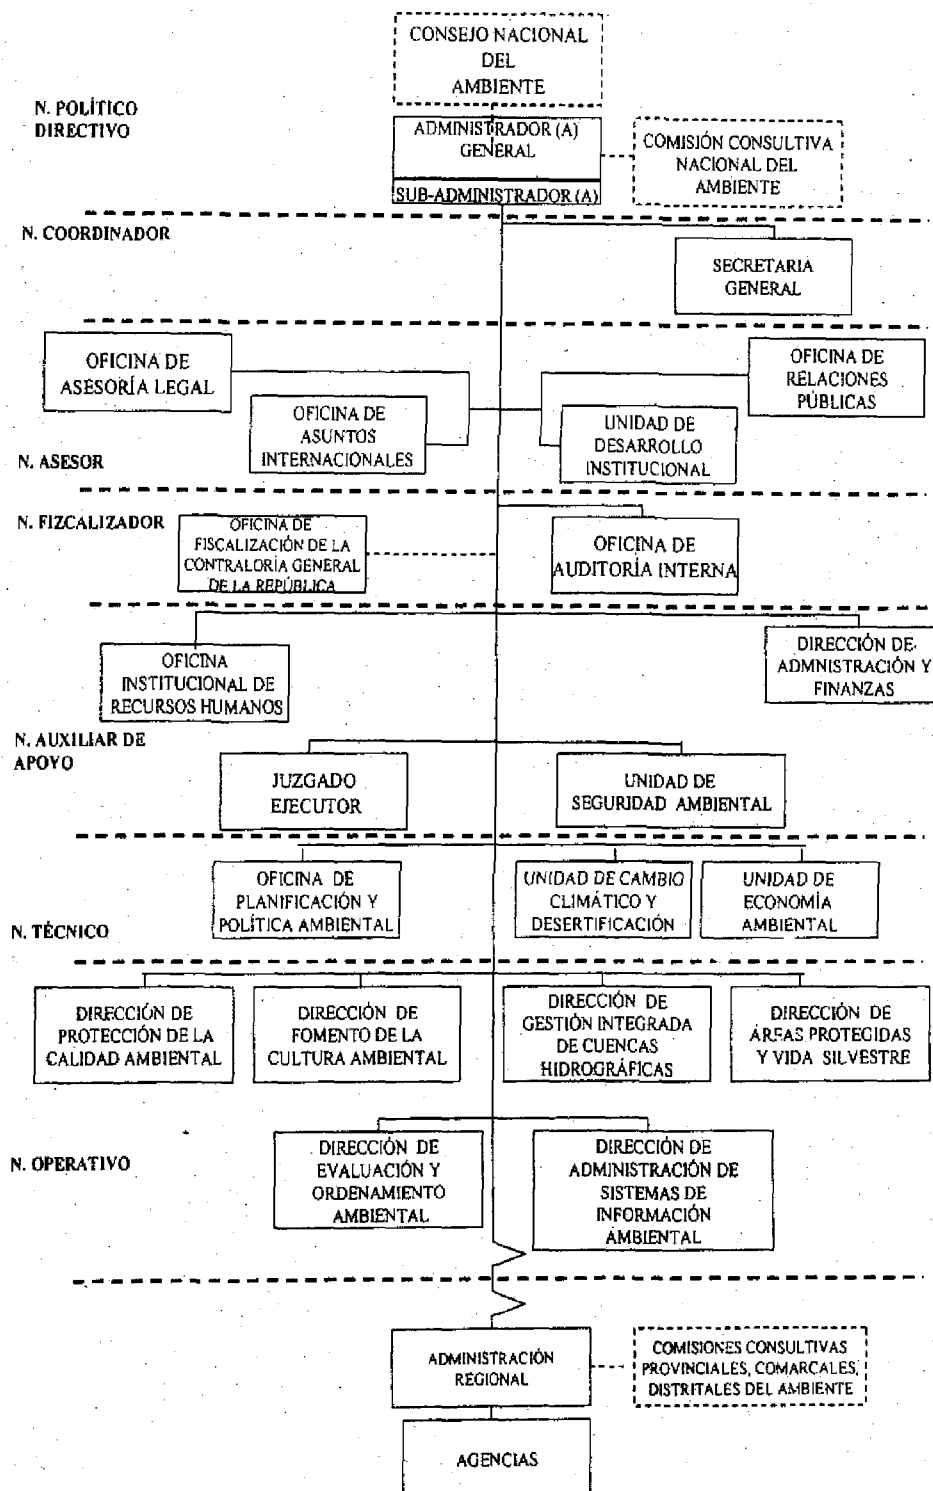 CONSEJO NACIONAL
DEL
AMBIENTE
N. POLÍTICO
DIRECTIVO
ADMINISTRADOR (A)
GENERAL
SUB-ADMINISTRADOR (A)
COMISIÓN CONSULTIVA
NACIONAL DEL
AMBIENTE
N. COORDINADOR
SECRETARIA
GENERAL
OFICINA DE
ASESORÍA LEGAL
OFICINA DE
RELACIONES
PÚBLICAS
OFICINA DE
ASUNTOS
INTERNACIONALES
UNIDAD DE
DESARROLLO
INSTITUCIONAL
N. ASESOR
N. FIZCALIZADOR
OFICINA DE
FISCALIZACIÓN DE LA
CONTRALORÍA GENERAL
DE LA REPÚBLICA
OFICINA DE
AUDITORÍA INTERNA
OFICINA
INSTITUCIONAL DE
RECURSOS HUMANOS
DIRECCIÓN DE
ADMNISTRACIÓN Y
FINANZAS
N. AUXILIAR DE
APOYO
JUZGADO
EJECUTOR
UNIDAD DE
SEGURIDAD AMBIENTAL
OFICINA DE
PLANIFICACIÓN Y
POLÍTICA AMBIENTAL
UNIDAD DE CAMBIO
CLIMÁTICO Y
DESERTIFICACIÓN
UNIDAD DE
ECONOMÍA
AMBIENTAL
N. TÉCNICO
DIRECCIÓN DE
PROTECCIÓN DE LA
CALIDAD AMBIENTAL
DIRECCIÓN DE
FOMENTO DE LA
CULTURA AMBIENTAL
DIRECCIÓN DE
GESTIÓN INTEGRADA
DE CUENCAS
HIDROGRÁFICAS
DIRECCIÓN DE
ÁREAS PROTEGIDAS
Y VIDA SILVESTRE
N. OPERATIVO
DIRECCIÓN DE
EVALUACIÓN Y
ORDENAMIENTO
AMBIENTAL
DIRECCIÓN DE
ADMINISTRACIÓN DE
SISTEMAS DE
INFORMACIÓN
AMBIENTAL
ADMINISTRACIÓN
REGIONAL
COMISIONES CONSULTIVAS
PROVINCIALES, COMARCALES,
DISTRITALES DEL AMBIENTE
AGENCIAS